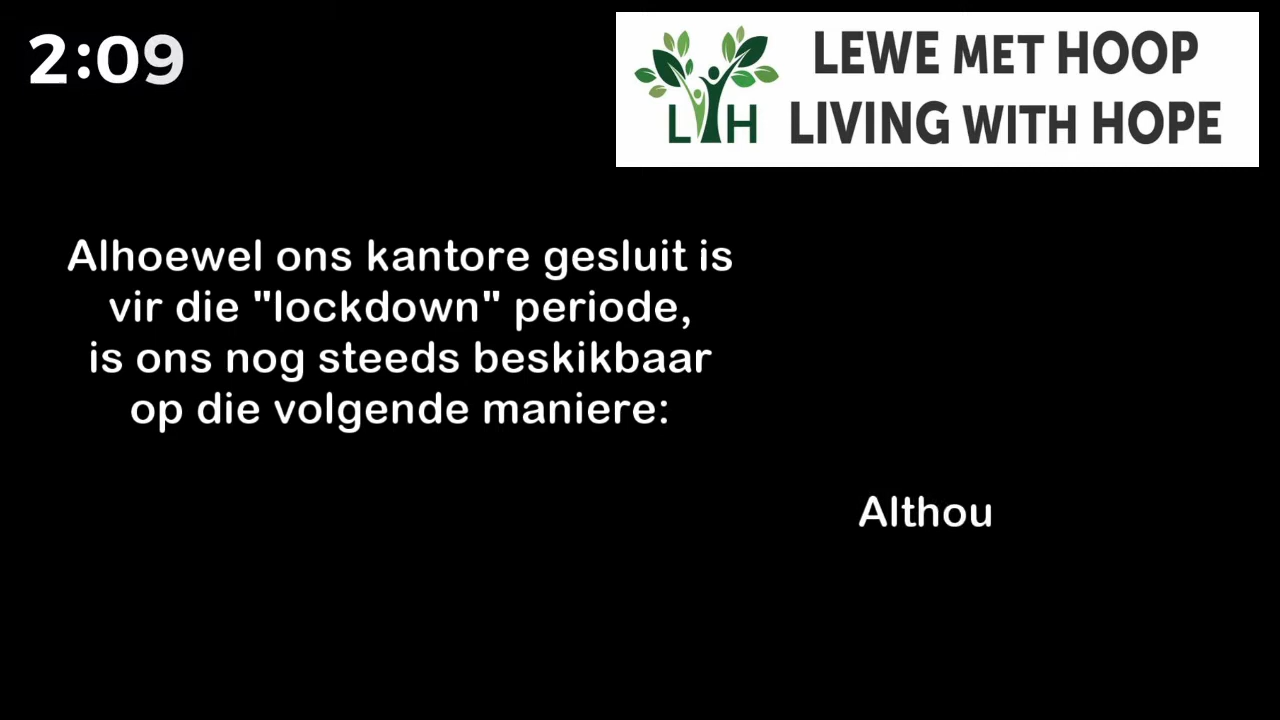 2:09
LEWE MET HOOP
LIVING WITH HOPE
LYH
Alhoewel ons kantore gesluit is
vir die "lockdown" periode,
is ons nog steeds beskikbaar
op die volgende maniere:
Althou